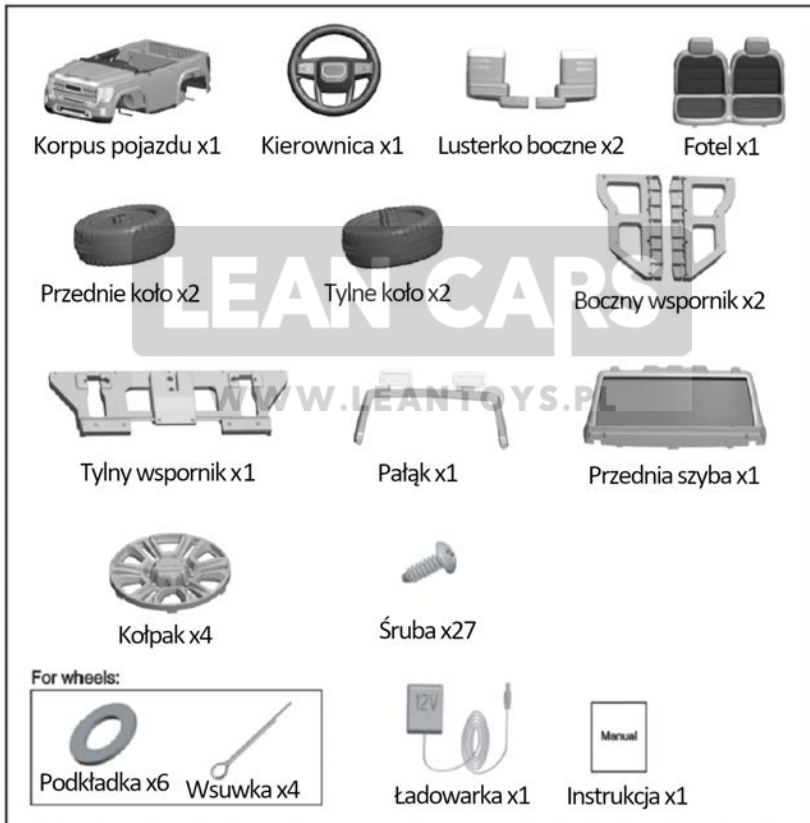 Korpus pojazdu x1 Kierownica x1 Lusterko boczne x2 Fotel x1
Przednie koło x2 Tylne koło x2 Boczny wspornik x2
LEAN CARS
WWW.LEANTOYS.PL
Tylny wspornik x1 Pałąk x1 Przednia szyba x1
Kołpak x4 Śruba x27
For wheels:
12V
Manual
Podkładka x6 Wsuwka x4 Ładowarka x1 Instrukcja x1